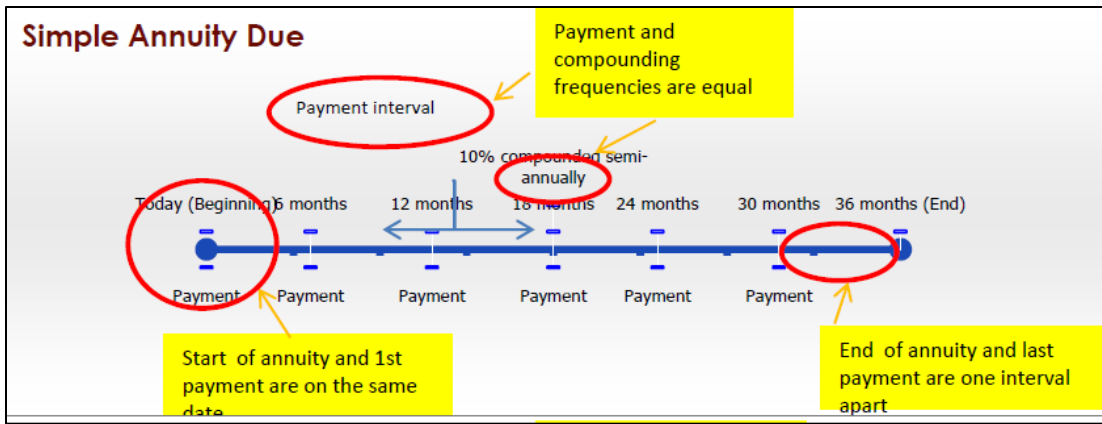 Simple Annuity Due
Payment and
compounding
frequencies are equal
Payment interval
10% compounded semi-
annually
Today (Beginning) 6 months 12 months 18 months 24 months 30 months 36 months (End)
Payment Payment Payment Payment Payment Payment
Start of annuity and 1st
payment are on the same
date
End of annuity and last
payment are one interval
apart